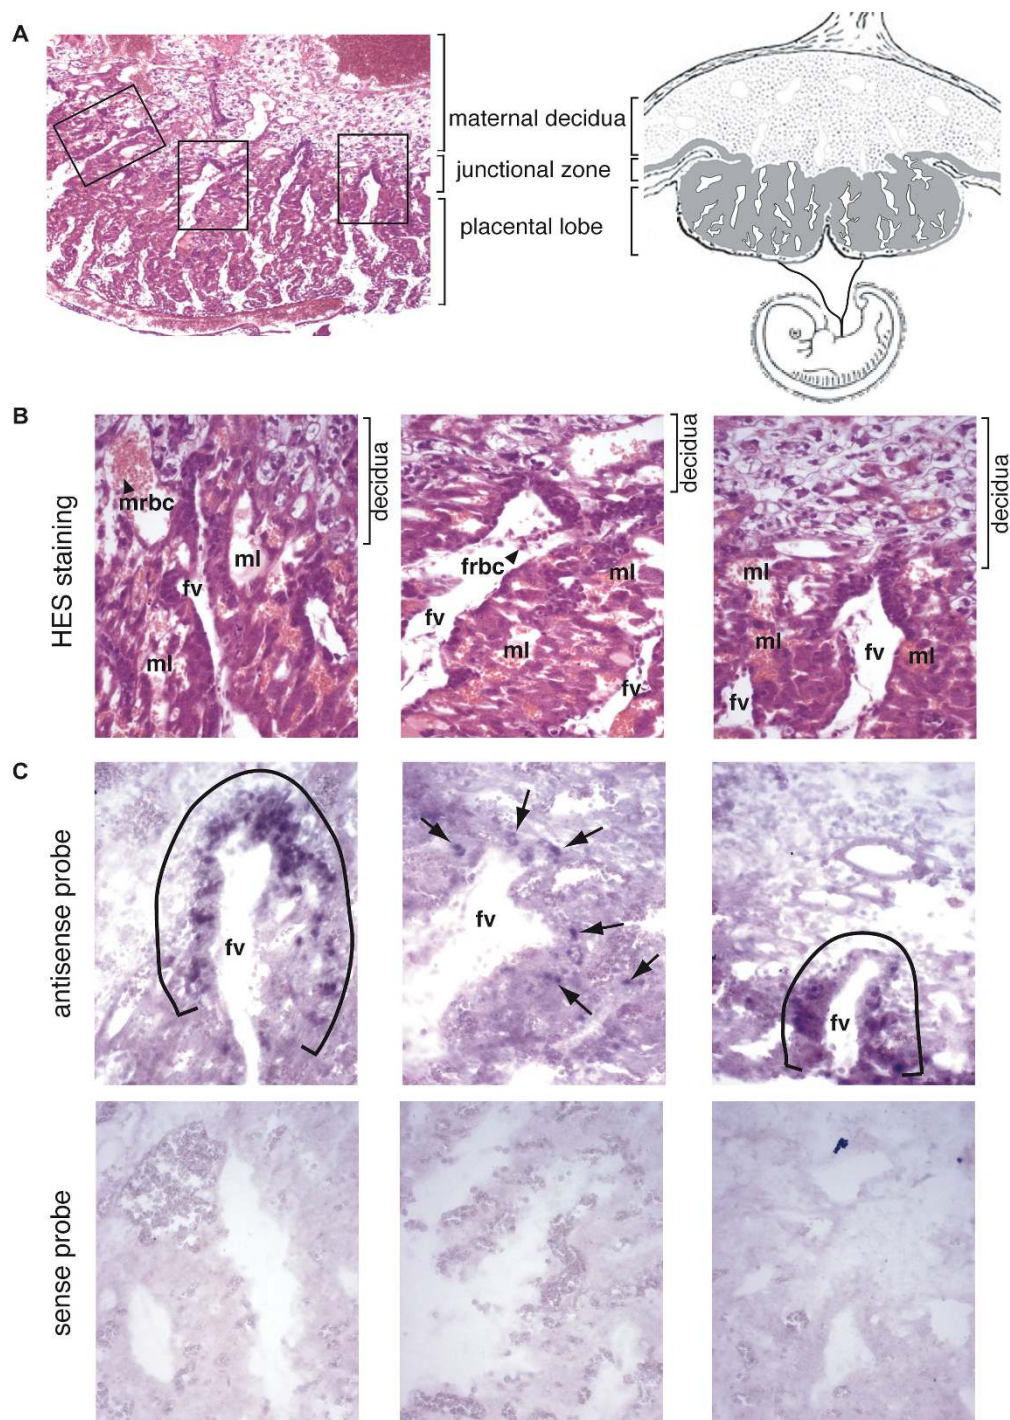 A
maternal decidua
junctional zone
placental lobe
B
HES staining
mrbc
ml
fv
ml
decidua
frbc
ml
fv
ml
fv
decidua
ml
ml
fv
ml
fv
decidua
C
antisense probe
fv
fv
fv
sense probe